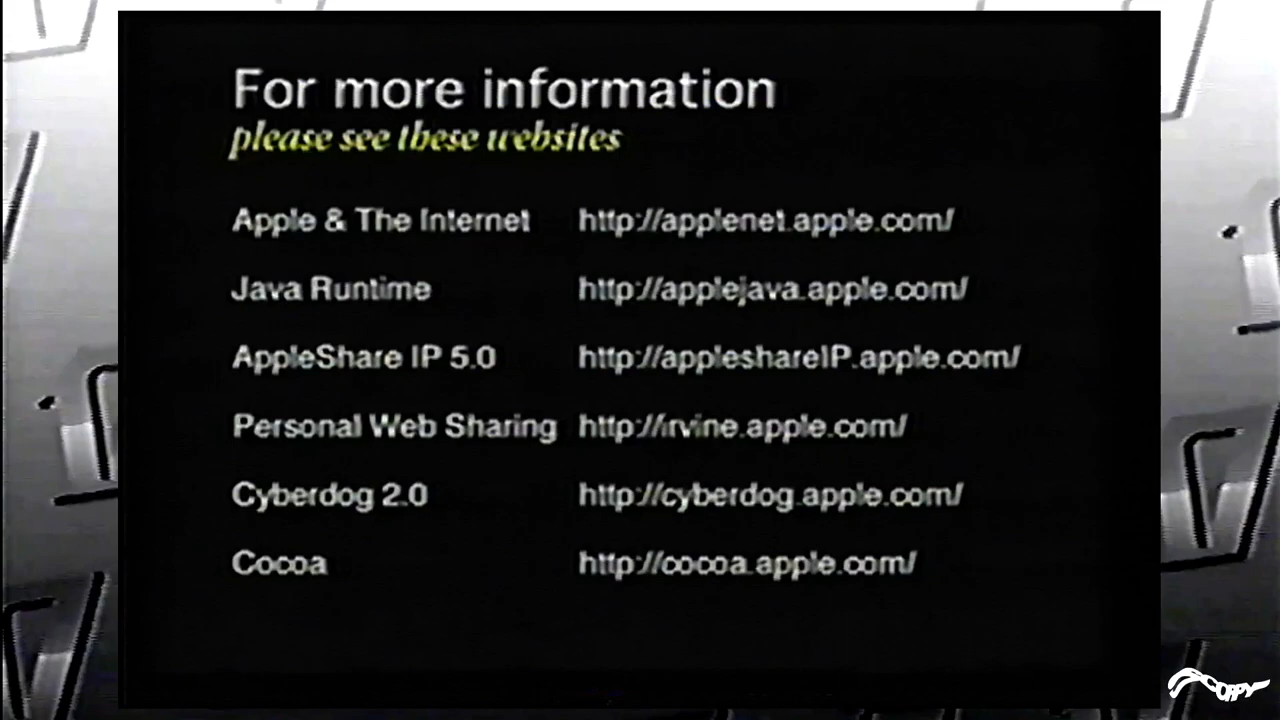 For more information
please see these websites
Apple & The Internet http://applenet.apple.com/
Java Runtime http://applejava.apple.com/
AppleShare IP 5.0 http://appleshareIP.apple.com/
Personal Web Sharing http://irvine.apple.com/
Cyberdog 2.0 http://cyberdog.apple.com/
Cocoa http://cocoa.apple.com/